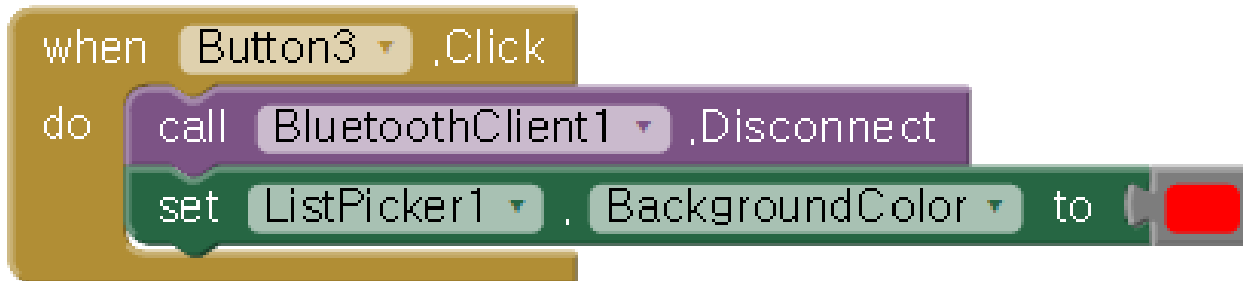 when Button3 .Click
do call BluetoothClient1 .Disconnect
set ListPicker1 . BackgroundColor to